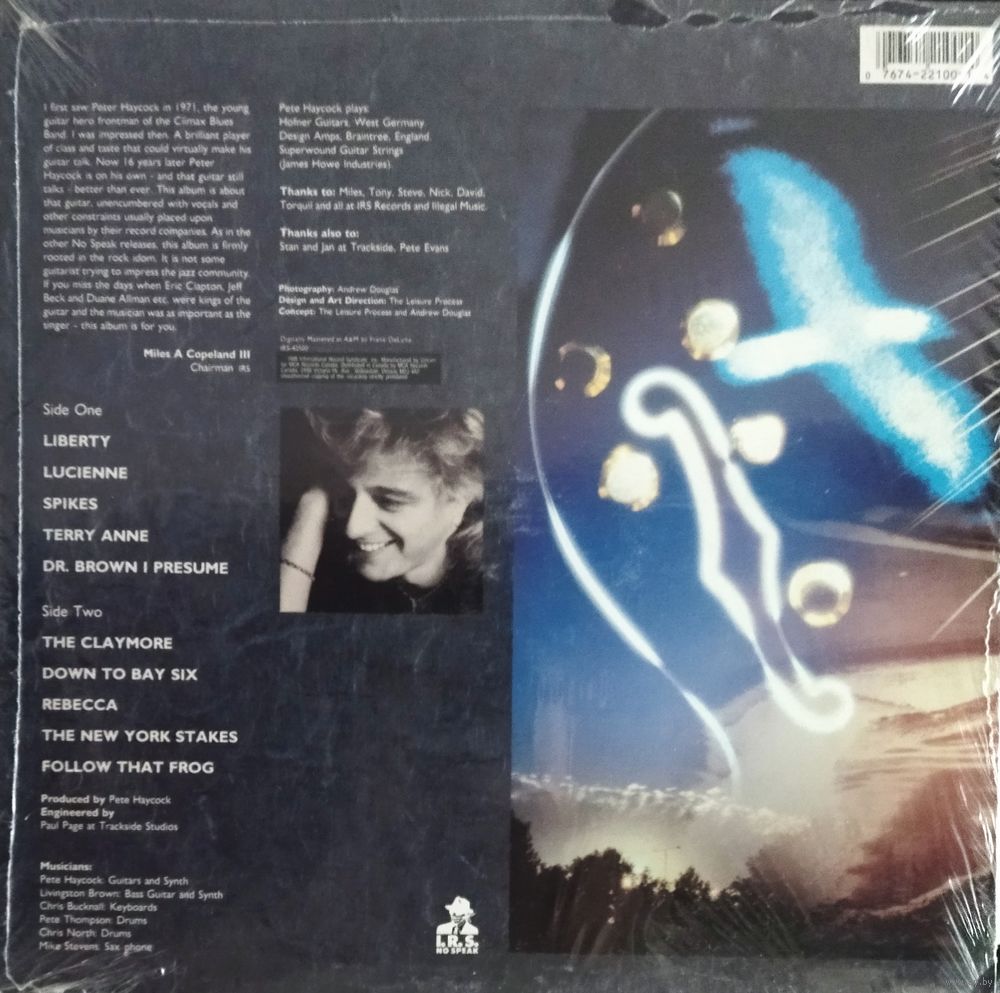 0 7674-22100-1 4
I first saw Peter Haycock in 1971, the young
guitar hero frontman of the Climax Blues
Band. I was impressed then. A brilliant player
of class and taste that could virtually make his
guitar talk. Now 16 years later Peter
Haycock is on his own - and that guitar still
talks - better than ever. This album is about
that guitar, unencumbered with vocals and
other constraints usually placed upon
musicians by their record companies. As in the
other No Speak releases, this album is firmly
rooted in the rock idom. It is not some
guitarist trying to impress the jazz community.
If you miss the days when Eric Clapton, Jeff
Beck and Duane Allman etc. were kings of the
guitar and the musician was as important as the
singer - this album is for you.
Miles A Copeland III
Chairman IRS
Pete Haycock plays:
Hofner Guitars, West Germany.
Design Amps, Braintree, England.
Superwound Guitar Strings
(James Howe Industries).
Thanks to: Miles, Tony, Steve, Nick, David,
Torquil and all at IRS Records and Illegal Music.
Thanks also to:
Stan and Jan at Trackside, Pete Evans
Photography: Andrew Douglas
Design and Art Direction: The Leisure Process
Concept: The Leisure Process and Andrew Douglas
Digitally Mastered at A&M by Frank DeLuna
IRS-42100
Side One
LIBERTY
LUCIENNE
SPIKES
TERRY ANNE
DR. BROWN I PRESUME
Side Two
THE CLAYMORE
DOWN TO BAY SIX
REBECCA
THE NEW YORK STAKES
FOLLOW THAT FROG
Produced by Pete Haycock
Engineered by
Paul Page at Trackside Studios
Musicians:
Pete Haycock: Guitars and Synth
Livingston Brown: Bass Guitar and Synth
Chris Bucknall: Keyboards
Pete Thompson: Drums
Chris North: Drums
Mike Stevens: Sax phone
I.R.S.
NO SPEAK